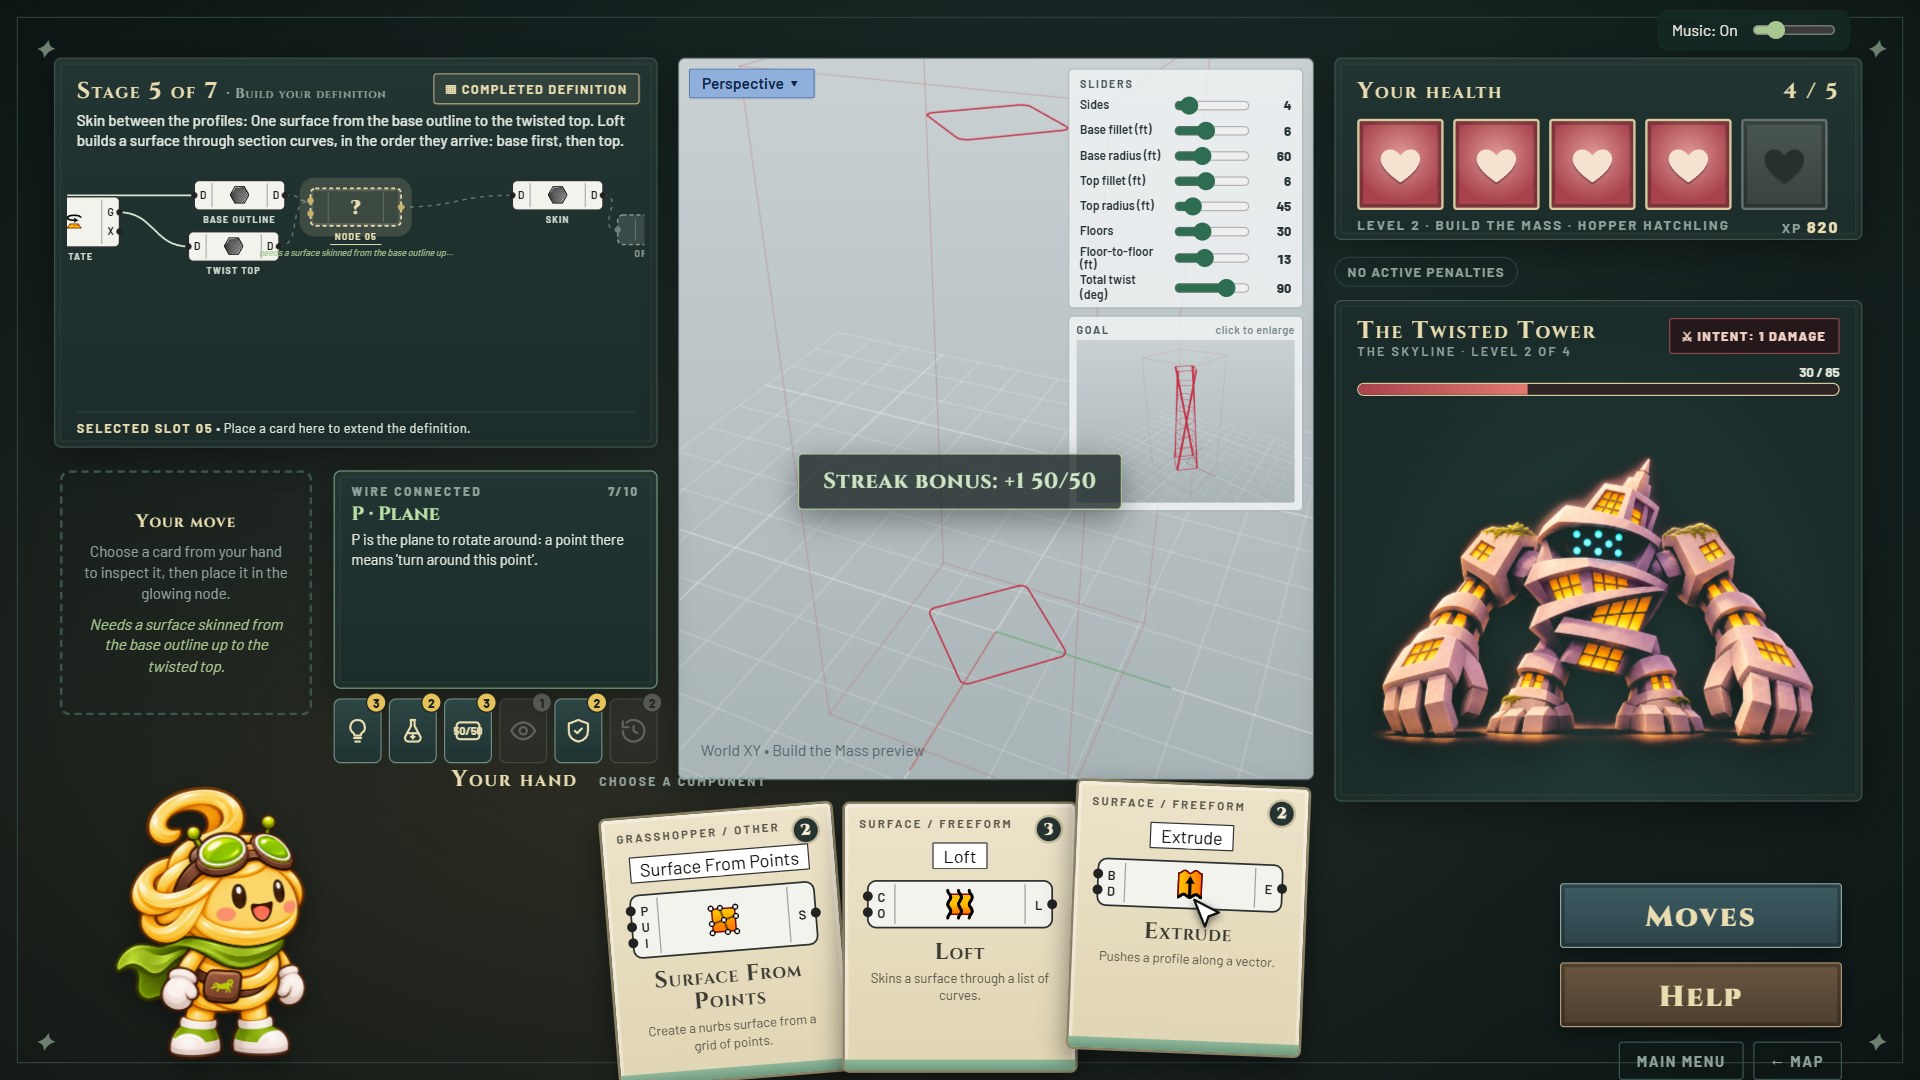 Music: On
Stage 5 of 7 · Build your definition
COMPLETED DEFINITION
Skin between the profiles: One surface from the base outline to the twisted top. Loft
builds a surface through section curves, in the order they arrive: base first, then top.
D D
BASE OUTLINE
?
NODE 05
D D
SKIN
G
X
TATE
D D
TWIST TOP
a surface skinned from the base outline up...
SELECTED SLOT 05 • Place a card here to extend the definition.
Your move
Choose a card from your hand
to inspect it, then place it in the
glowing node.
Needs a surface skinned from
the base outline up to the
twisted top.
WIRE CONNECTED 7/10
P · Plane
P is the plane to rotate around: a point there
means 'turn around this point'.
3 2 3 1 2 2
50/50
Perspective ▼
SLIDERS
Sides 4
Base fillet (ft) 6
Base radius (ft) 60
Top fillet (ft) 6
Top radius (ft) 45
Floors 30
Floor-to-floor
(ft) 13
Total twist
(deg) 90
GOAL click to enlarge
Streak bonus: +1 50/50
World XY • Build the Mass preview
Your health 4 / 5
LEVEL 2 · BUILD THE MASS · HOPPER HATCHLING XP 820
NO ACTIVE PENALTIES
The Twisted Tower
THE SKYLINE · LEVEL 2 OF 4
INTENT: 1 DAMAGE
30 / 85
Your hand CHOOSE A COMPONENT
GRASSHOPPER / OTHER 2
Surface From Points
P
U
I
S
Surface From
Points
Create a nurbs surface from a
grid of points.
SURFACE / FREEFORM 3
Loft
C
O
L
Loft
Skins a surface through a list of
curves.
SURFACE / FREEFORM 2
Extrude
B
D
E
Extrude
Pushes a profile along a vector.
Moves
Help
MAIN MENU
← MAP